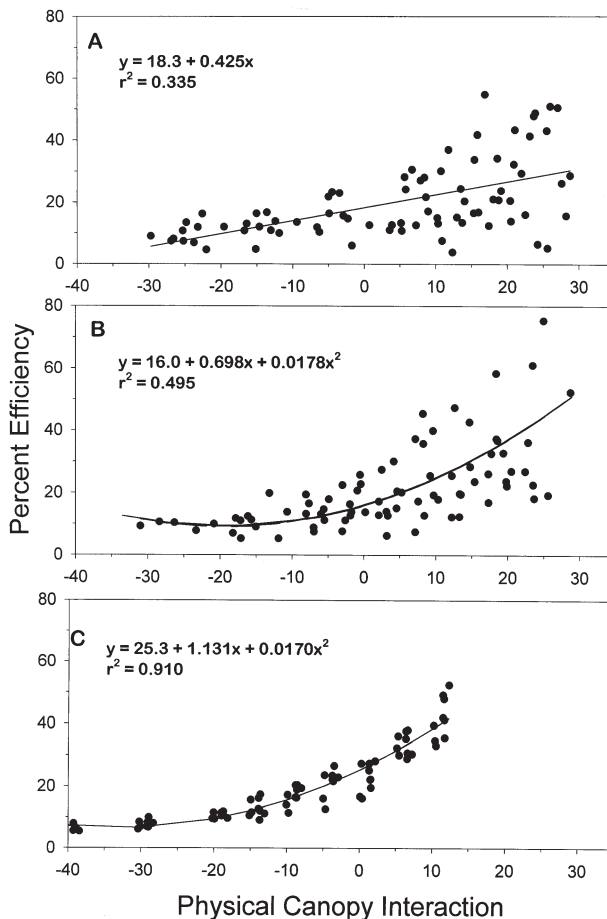 Percent Efficiency
A
y = 18.3 + 0.425x
r² = 0.335
80
60
40
20
0
-40 -30 -20 -10 0 10 20 30
B
y = 16.0 + 0.698x + 0.0178x²
r² = 0.495
80
60
40
20
0
-40 -30 -20 -10 0 10 20 30
C
y = 25.3 + 1.131x + 0.0170x²
r² = 0.910
80
60
40
20
0
-40 -30 -20 -10 0 10 20 30
Physical Canopy Interaction